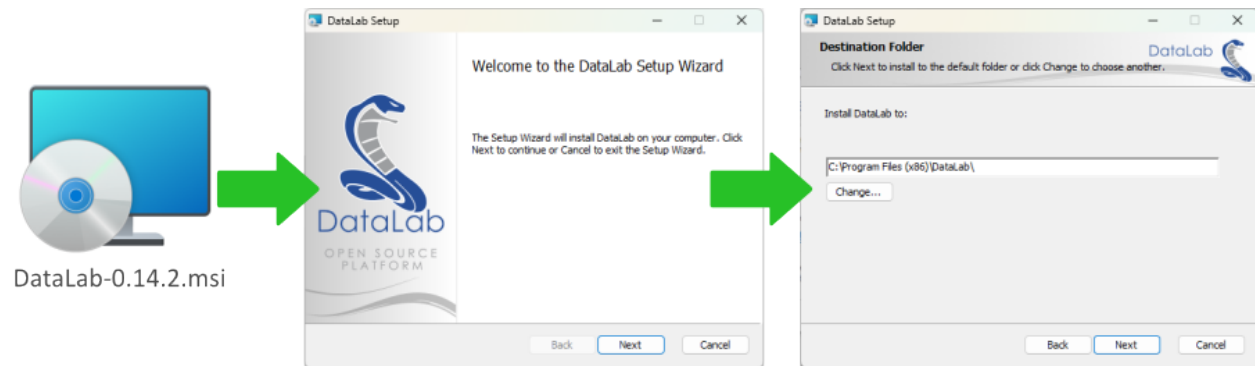 DataLab-0.14.2.msi
DataLab Setup
Welcome to the DataLab Setup Wizard
The Setup Wizard will install DataLab on your computer. Click
Next to continue or Cancel to exit the Setup Wizard.
DataLab
OPEN SOURCE
PLATFORM
Back
Next
Cancel
DataLab Setup
Destination Folder
Click Next to install to the default folder or click Change to choose another.
DataLab
Install DataLab to:
C:\Program Files (x86)\DataLab\
Change...
Back
Next
Cancel